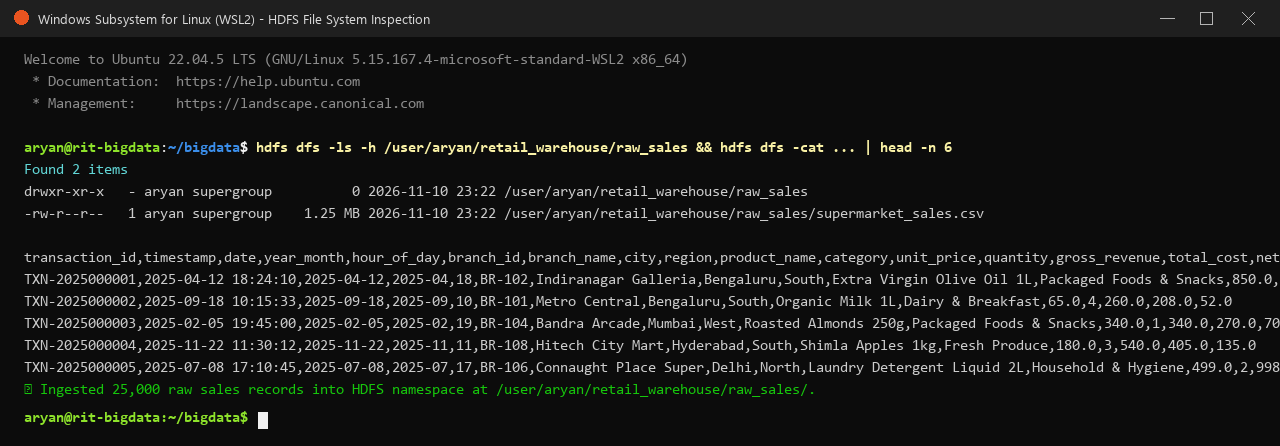 Windows Subsystem for Linux (WSL2) - HDFS File System Inspection
Welcome to Ubuntu 22.04.5 LTS (GNU/Linux 5.15.167.4-microsoft-standard-WSL2 x86_64)
 * Documentation:  https://help.ubuntu.com
 * Management:     https://landscape.canonical.com
aryan@rit-bigdata:~/bigdata$ hdfs dfs -ls -h /user/aryan/retail_warehouse/raw_sales && hdfs dfs -cat ... | head -n 6
Found 2 items
drwxr-xr-x   - aryan supergroup          0 2026-11-10 23:22 /user/aryan/retail_warehouse/raw_sales
-rw-r--r--   1 aryan supergroup    1.25 MB 2026-11-10 23:22 /user/aryan/retail_warehouse/raw_sales/supermarket_sales.csv
transaction_id,timestamp,date,year_month,hour_of_day,branch_id,branch_name,city,region,product_name,category,unit_price,quantity,gross_revenue,total_cost,net
TXN-2025000001,2025-04-12 18:24:10,2025-04-12,2025-04,18,BR-102,Indiranagar Galleria,Bengaluru,South,Extra Virgin Olive Oil 1L,Packaged Foods & Snacks,850.0,
TXN-2025000002,2025-09-18 10:15:33,2025-09-18,2025-09,10,BR-101,Metro Central,Bengaluru,South,Organic Milk 1L,Dairy & Breakfast,65.0,4,260.0,208.0,52.0
TXN-2025000003,2025-02-05 19:45:00,2025-02-05,2025-02,19,BR-104,Bandra Arcade,Mumbai,West,Roasted Almonds 250g,Packaged Foods & Snacks,340.0,1,340.0,270.0,70
TXN-2025000004,2025-11-22 11:30:12,2025-11-22,2025-11,11,BR-108,Hitech City Mart,Hyderabad,South,Shimla Apples 1kg,Fresh Produce,180.0,3,540.0,405.0,135.0
TXN-2025000005,2025-07-08 17:10:45,2025-07-08,2025-07,17,BR-106,Connaught Place Super,Delhi,North,Laundry Detergent Liquid 2L,Household & Hygiene,499.0,2,998
Ingested 25,000 raw sales records into HDFS namespace at /user/aryan/retail_warehouse/raw_sales/.
aryan@rit-bigdata:~/bigdata$